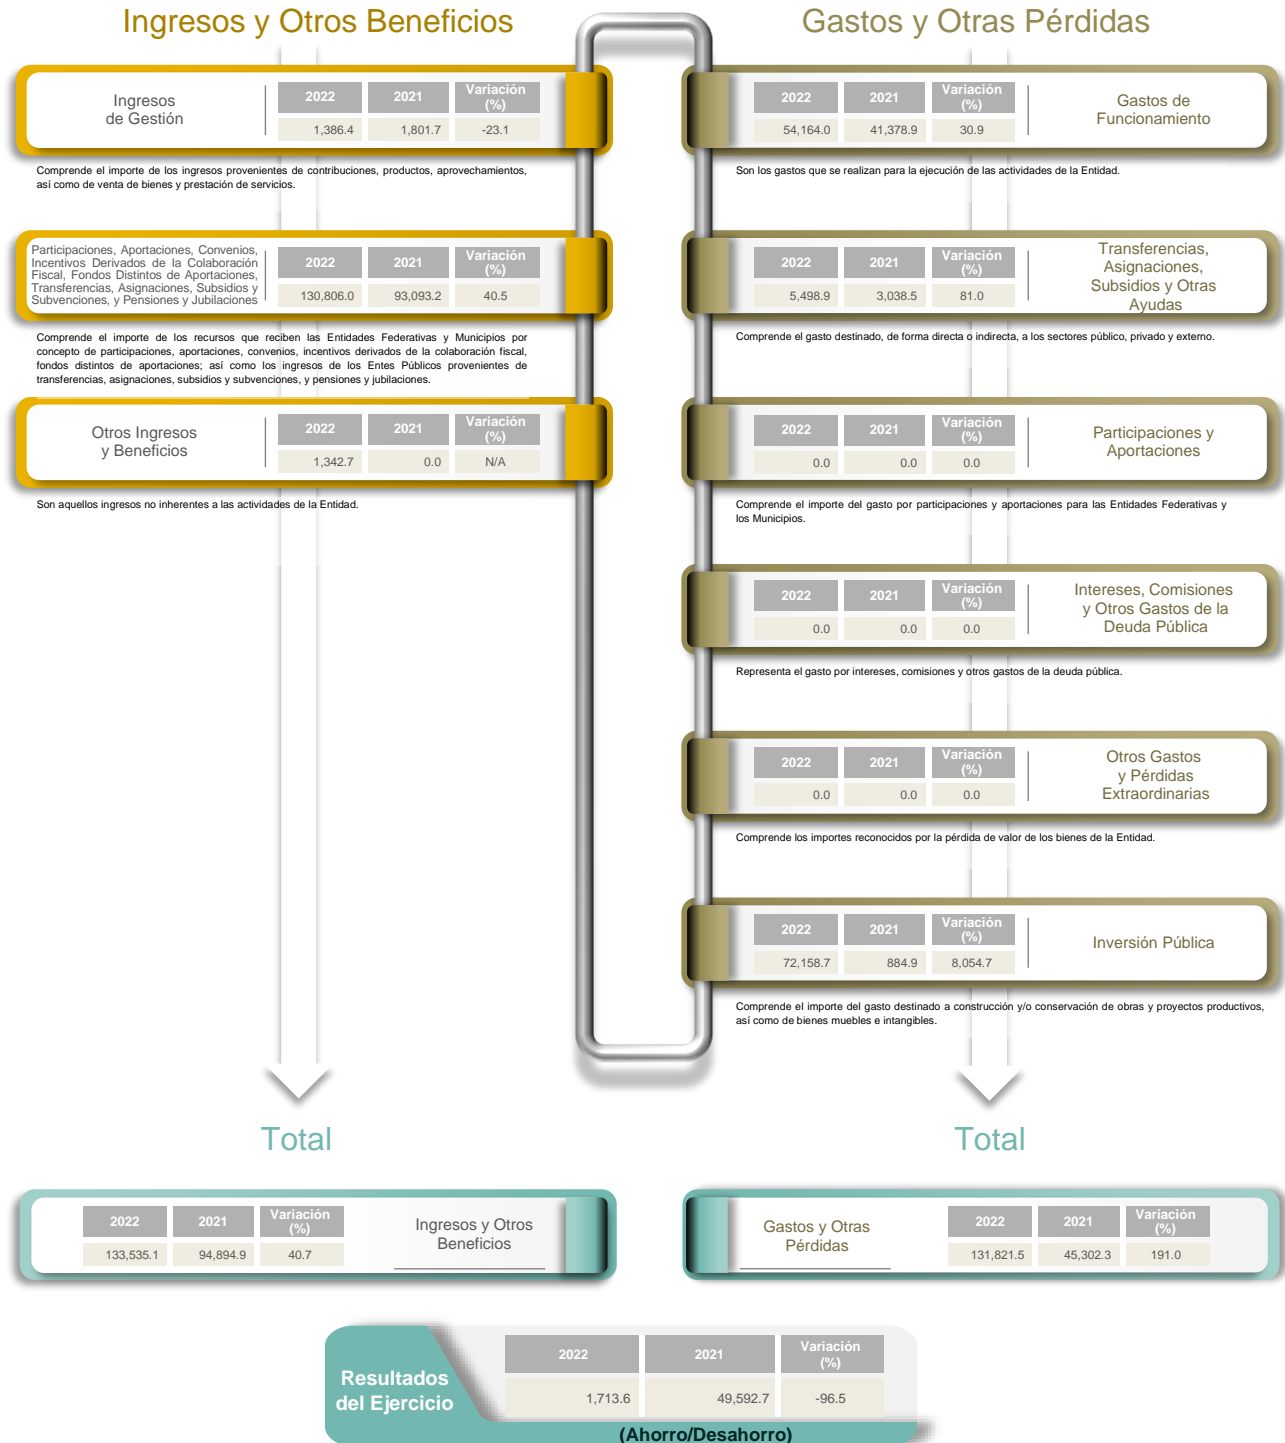 Ingresos y Otros Beneficios
Ingresos
de Gestión
2022 2021 Variación
(%)
1,386.4 1,801.7 -23.1
Comprende el importe de los ingresos provenientes de contribuciones, productos, aprovechamientos,
así como de venta de bienes y prestación de servicios.
Participaciones, Aportaciones, Convenios,
Incentivos Derivados de la Colaboración
Fiscal, Fondos Distintos de Aportaciones,
Transferencias, Asignaciones, Subsidios y
Subvenciones, y Pensiones y Jubilaciones
2022 2021 Variación
(%)
130,806.0 93,093.2 40.5
Comprende el importe de los recursos que reciben las Entidades Federativas y Municipios por
concepto de participaciones, aportaciones, convenios, incentivos derivados de la colaboración fiscal,
fondos distintos de aportaciones; así como los ingresos de los Entes Públicos provenientes de
transferencias, asignaciones, subsidios y subvenciones, y pensiones y jubilaciones.
Otros Ingresos
y Beneficios
2022 2021 Variación
(%)
1,342.7 0.0 N/A
Son aquellos ingresos no inherentes a las actividades de la Entidad.
Gastos y Otras Pérdidas
2022 2021 Variación
(%)
54,164.0 41,378.9 30.9
Gastos de
Funcionamiento
Son los gastos que se realizan para la ejecución de las actividades de la Entidad.
2022 2021 Variación
(%)
5,498.9 3,038.5 81.0
Transferencias,
Asignaciones,
Subsidios y Otras
Ayudas
Comprende el gasto destinado, de forma directa o indirecta, a los sectores público, privado y externo.
2022 2021 Variación
(%)
0.0 0.0 0.0
Participaciones y
Aportaciones
Comprende el importe del gasto por participaciones y aportaciones para las Entidades Federativas y
los Municipios.
2022 2021 Variación
(%)
0.0 0.0 0.0
Intereses, Comisiones
y Otros Gastos de la
Deuda Pública
Representa el gasto por intereses, comisiones y otros gastos de la deuda pública.
2022 2021 Variación
(%)
0.0 0.0 0.0
Otros Gastos
y Pérdidas
Extraordinarias
Comprende los importes reconocidos por la pérdida de valor de los bienes de la Entidad.
2022 2021 Variación
(%)
72,158.7 884.9 8,054.7
Inversión Pública
Comprende el importe del gasto destinado a construcción y/o conservación de obras y proyectos productivos,
así como de bienes muebles e intangibles.
Total
2022 2021 Variación
(%)
133,535.1 94,894.9 40.7
Ingresos y Otros
Beneficios
Total
Gastos y Otras
Pérdidas
2022 2021 Variación
(%)
131,821.5 45,302.3 191.0
Resultados
del Ejercicio
2022 2021 Variación
(%)
1,713.6 49,592.7 -96.5
(Ahorro/Desahorro)